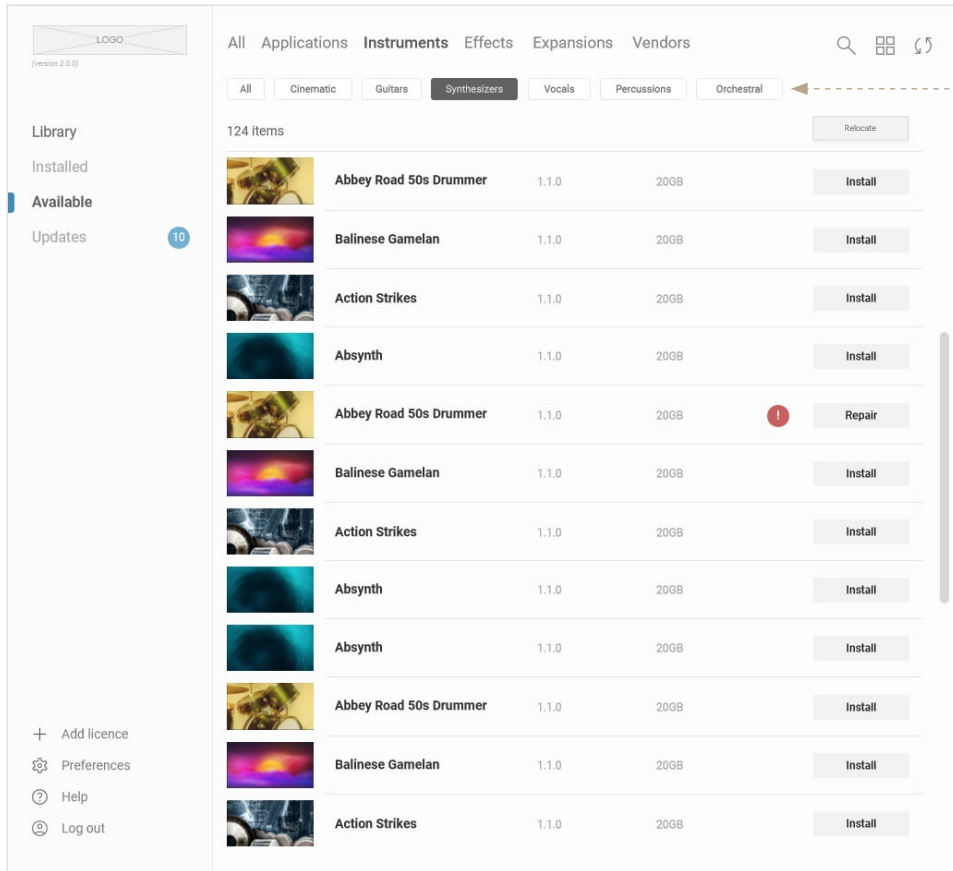 LOGO
(version 2.0.0)
All Applications Instruments Effects Expansions Vendors
All Cinematic Guitars Synthesizers Vocals Percussions Orchestral
Library
Installed
Available
Updates 10
124 items Relocate
Abbey Road 50s Drummer 1.1.0 20GB Install
Balinese Gamelan 1.1.0 20GB Install
Action Strikes 1.1.0 20GB Install
Absynth 1.1.0 20GB Install
Abbey Road 50s Drummer 1.1.0 20GB ! Repair
Balinese Gamelan 1.1.0 20GB Install
Action Strikes 1.1.0 20GB Install
Absynth 1.1.0 20GB Install
Absynth 1.1.0 20GB Install
Abbey Road 50s Drummer 1.1.0 20GB Install
Balinese Gamelan 1.1.0 20GB Install
Action Strikes 1.1.0 20GB Install
Add licence
Preferences
Help
Log out